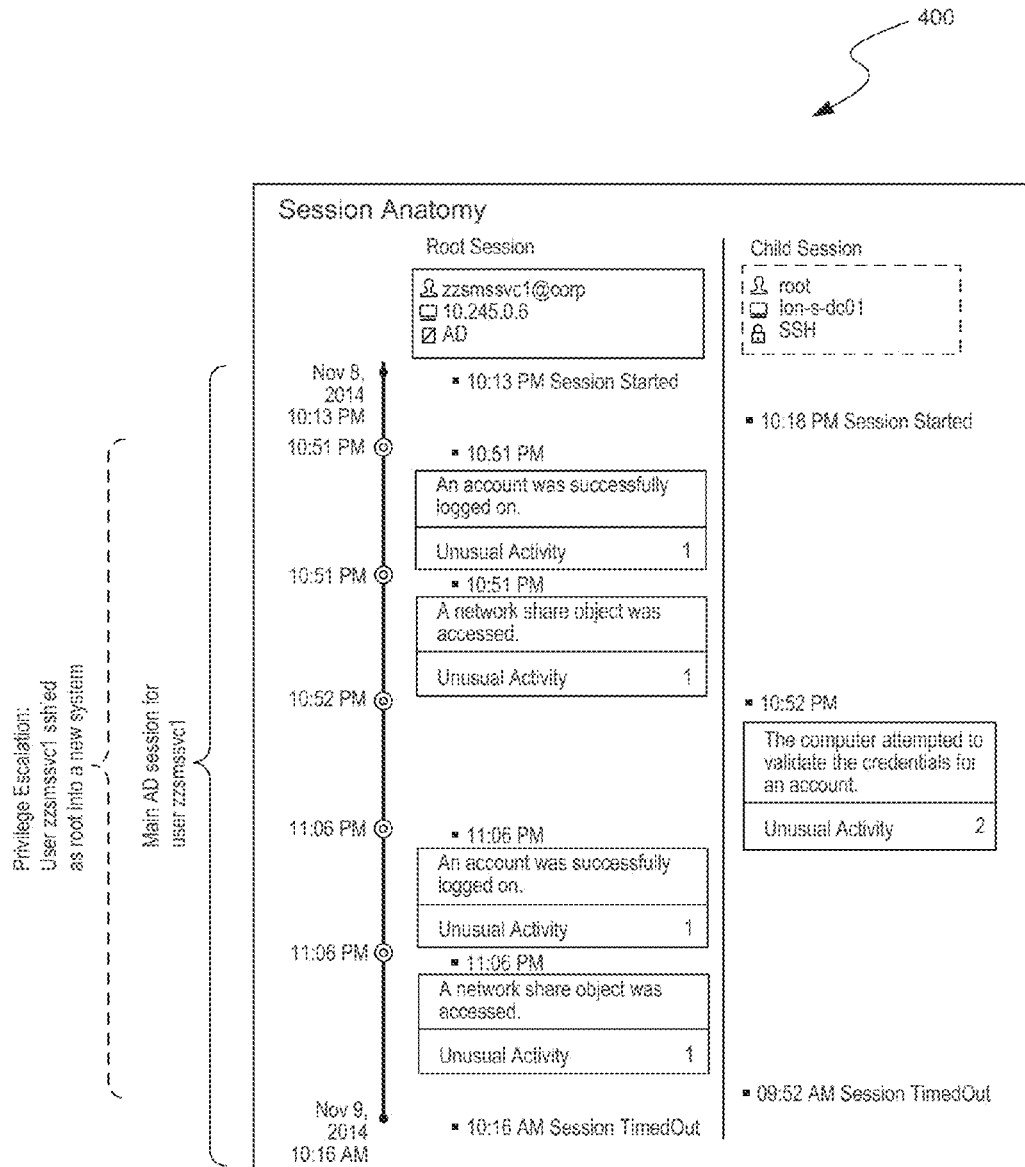 400
Session Anatomy
Root Session
zzsmssvc1@corp
10.245.0.6
AD
Child Session
root
lon-s-dc01
SSH
Nov 8,
2014
10:13 PM
10:13 PM Session Started
10:18 PM Session Started
10:51 PM
10:51 PM
An account was successfully
logged on.
Unusual Activity 1
10:51 PM
10:51 PM
A network share object was
accessed.
Unusual Activity 1
10:52 PM
10:52 PM
The computer attempted to
validate the credentials for
an account.
Unusual Activity 2
11:06 PM
11:06 PM
An account was successfully
logged on.
Unusual Activity 1
11:06 PM
11:06 PM
A network share object was
accessed.
Unusual Activity 1
09:52 AM Session TimedOut
Nov 9,
2014
10:16 AM
10:16 AM Session TimedOut
Privilege Escalation:
User zzsmssvc1 ssh'ed
as root into a new system
Main AD session for
user zzsmssvc1